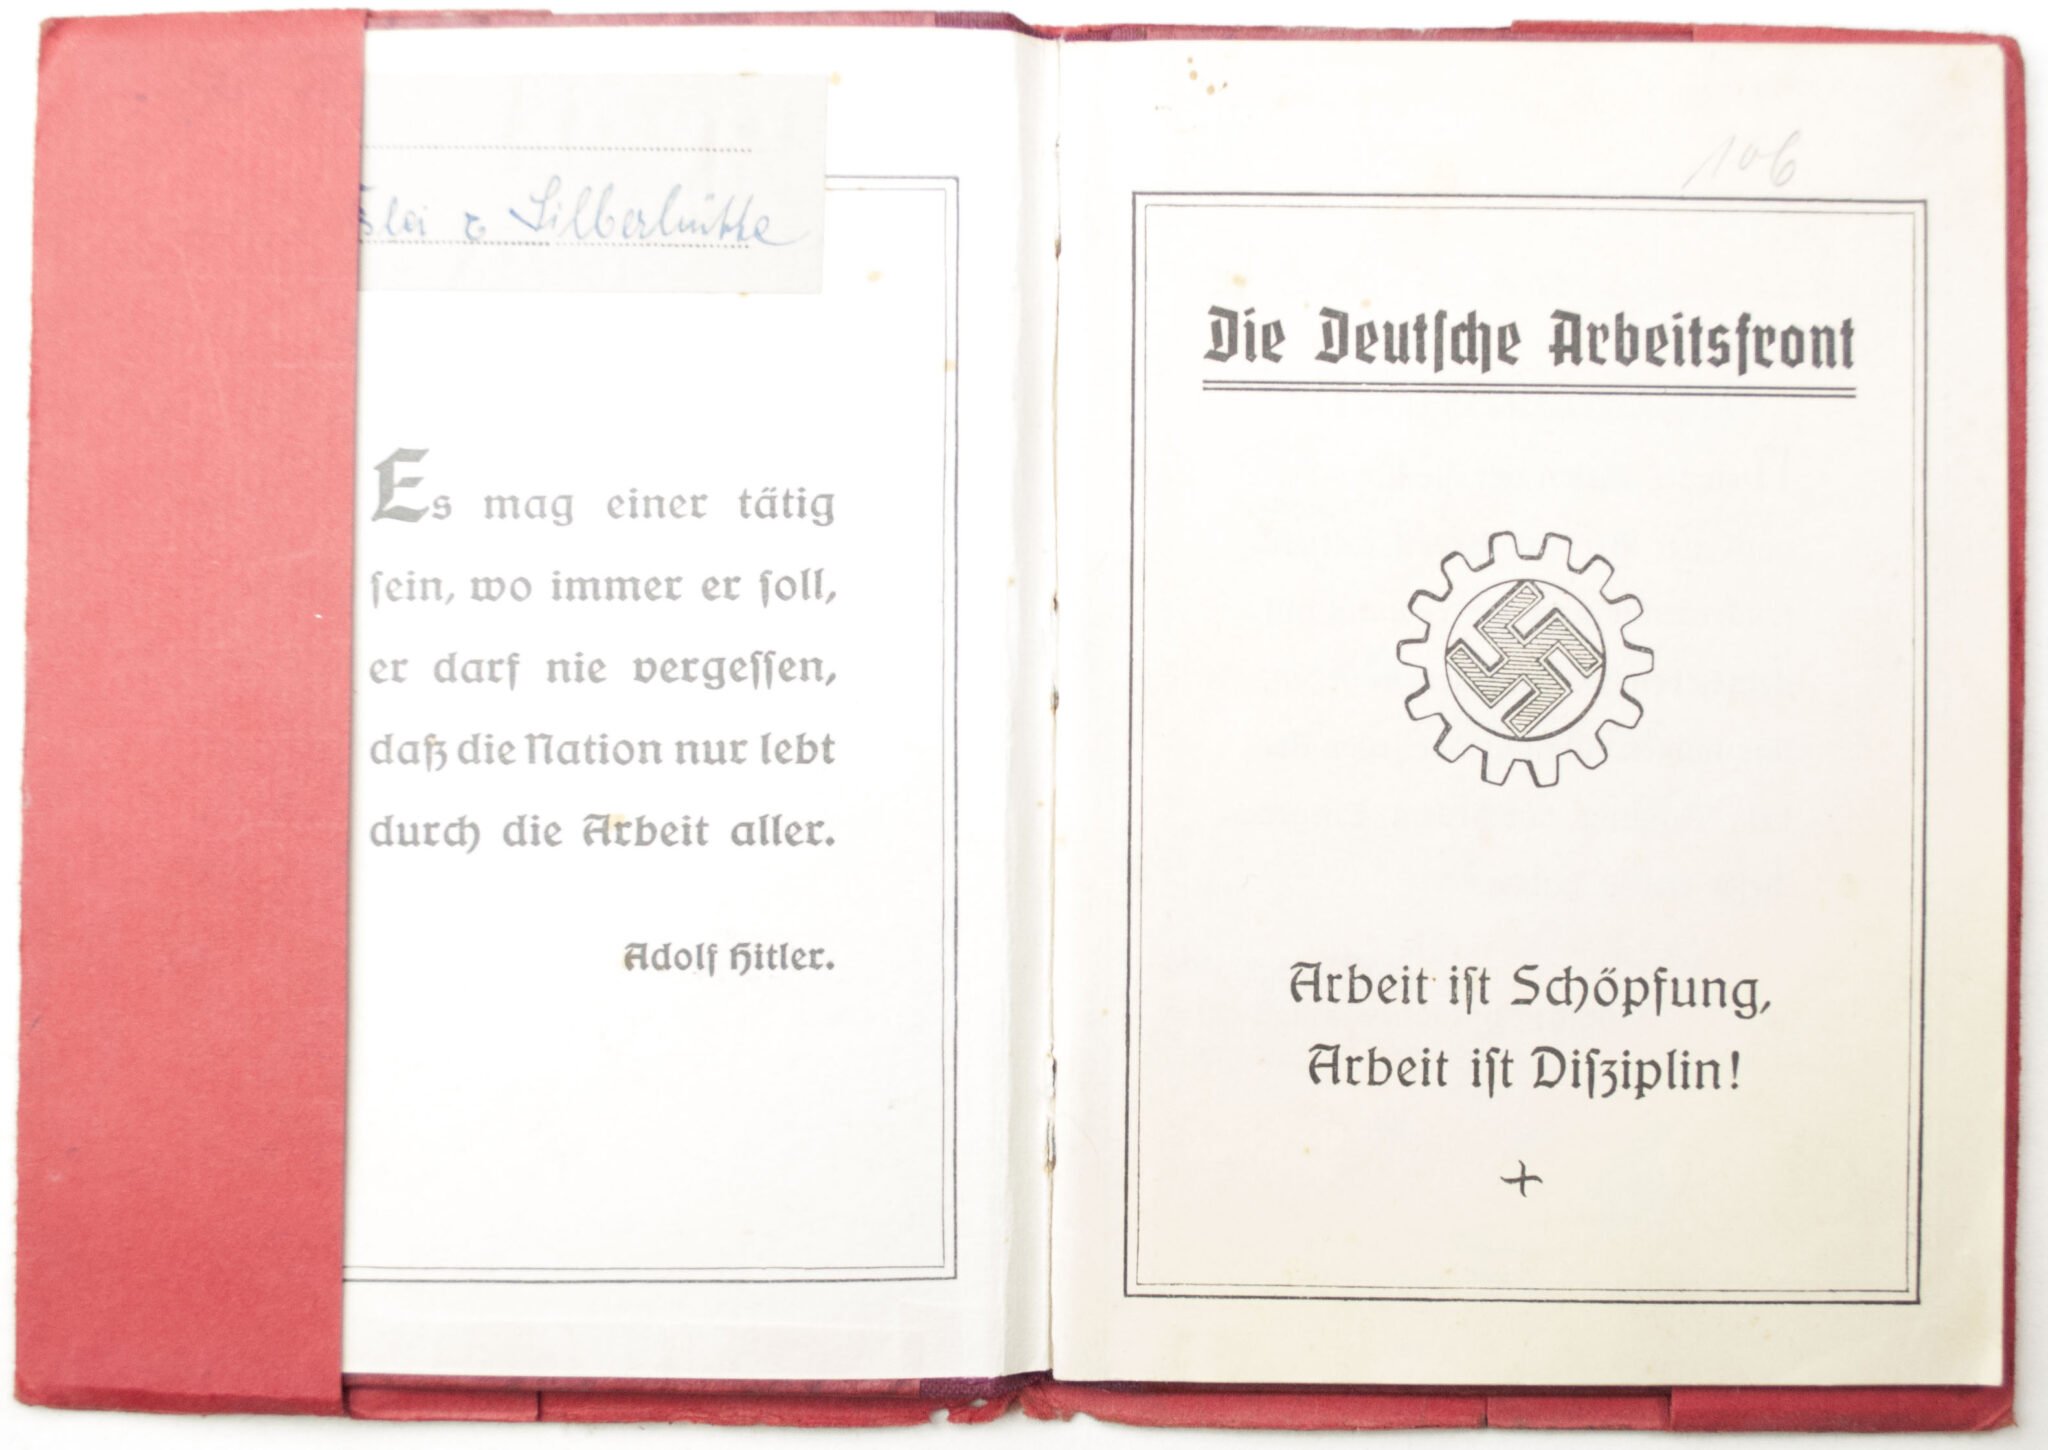 Silberhütte
Es mag einer tätig
sein, wo immer er soll,
er darf nie vergessen,
daß die Nation nur lebt
durch die Arbeit aller.
Adolf Hitler.
106
Die Deutsche Arbeitsfront
Arbeit ist Schöpfung,
Arbeit ist Disziplin!